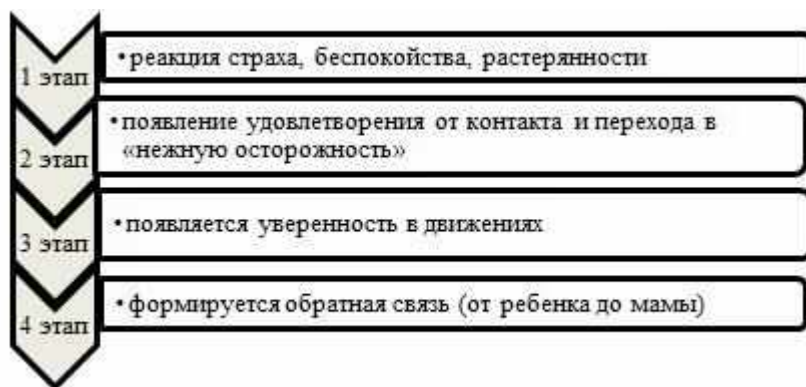 1 этап
•реакция страха, беспокойства, растерянности
2 этап
•появление удовлетворения от контакта и перехода в
«нежную осторожность»
3 этап
•появляется уверенность в движениях
4 этап
•формируется обратная связь (от ребенка до мамы)